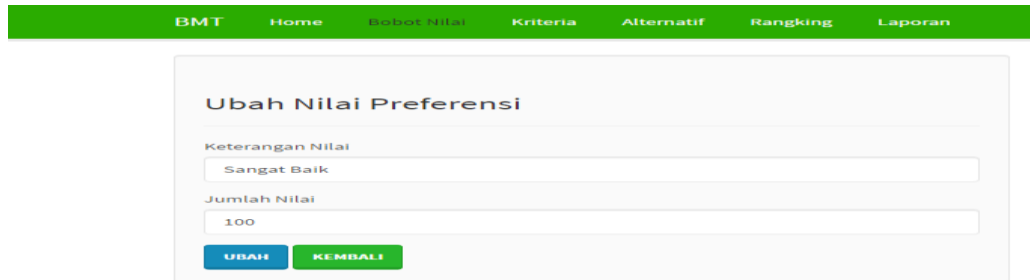 BMT Home Bobot Nilai Kriteria Alternatif Rangking Laporan
Ubah Nilai Preferensi
Keterangan Nilai
Sangat Baik
Jumlah Nilai
100
UBAH KEMBALI